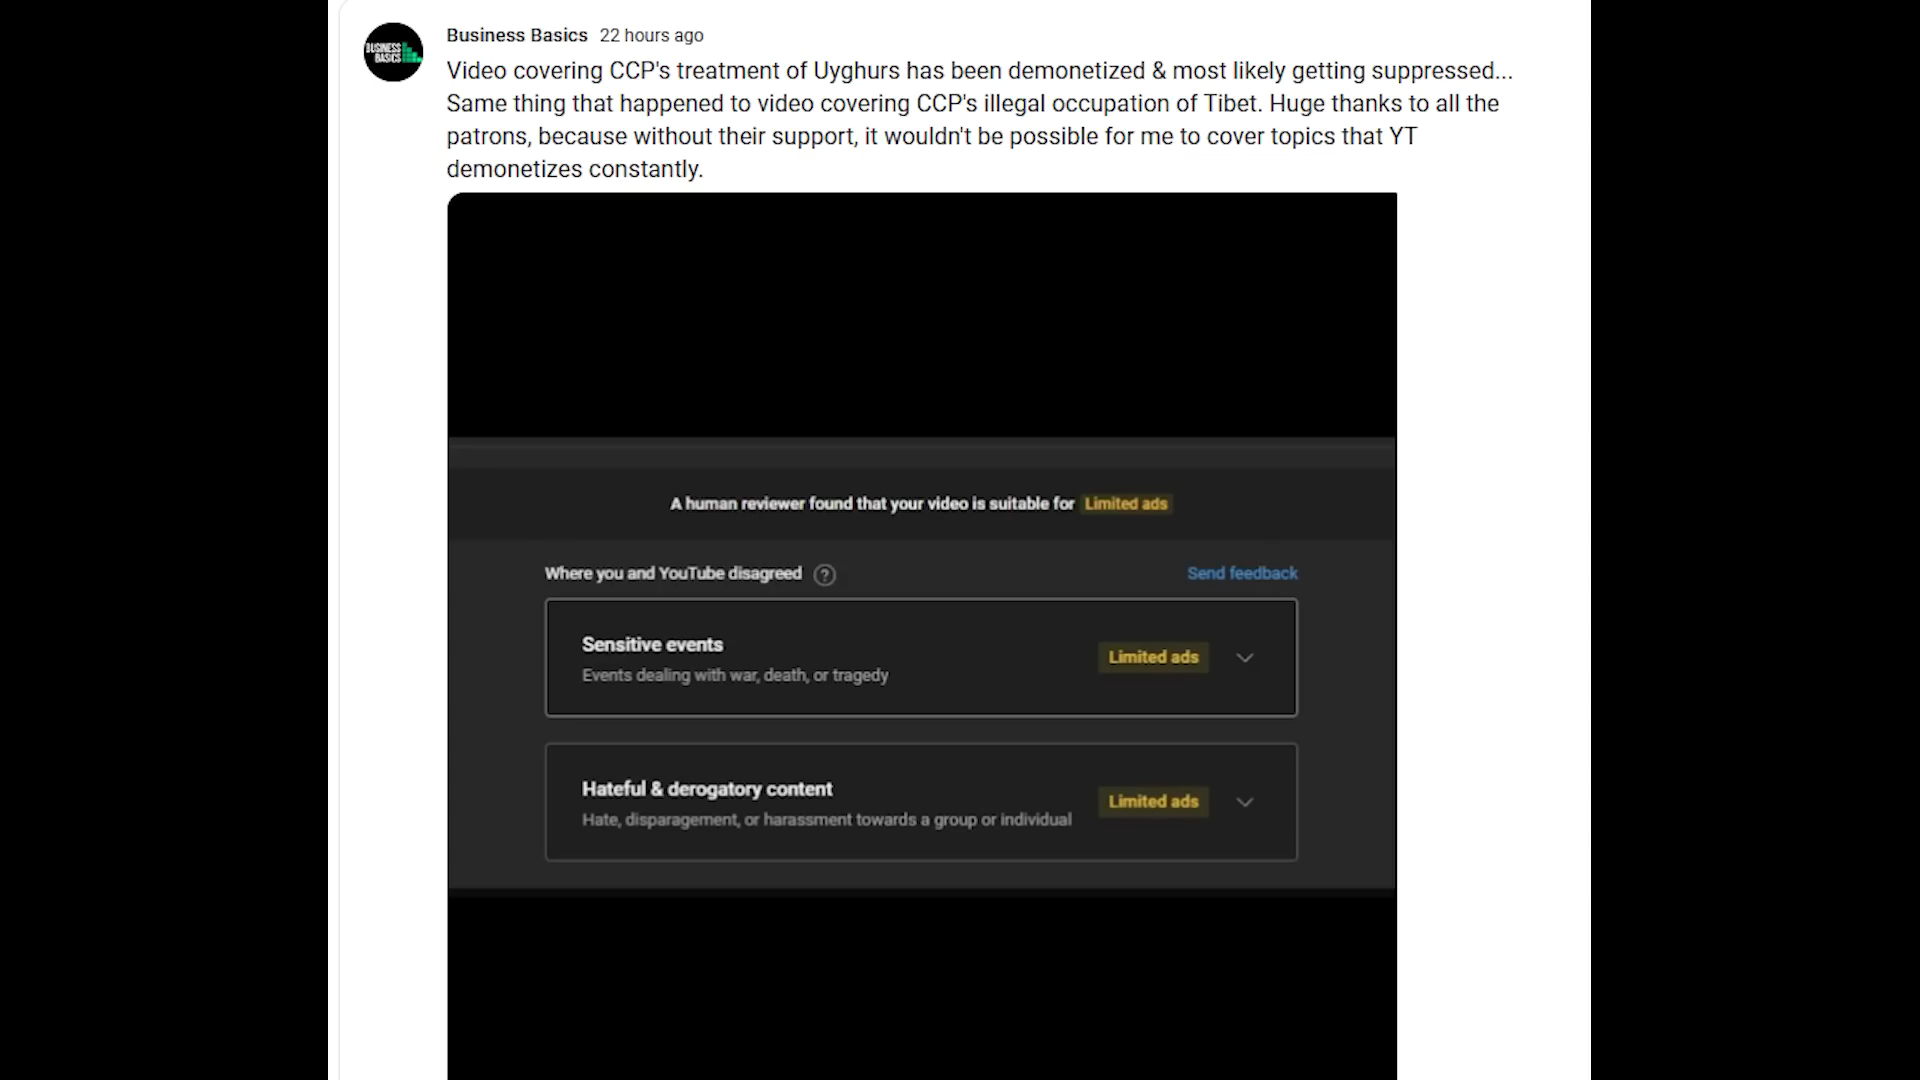 BUSINESS
BASICS
Business Basics 22 hours ago
Video covering CCP's treatment of Uyghurs has been demonetized & most likely getting suppressed...
Same thing that happened to video covering CCP's illegal occupation of Tibet. Huge thanks to all the
patrons, because without their support, it wouldn't be possible for me to cover topics that YT
demonetizes constantly.
A human reviewer found that your video is suitable for Limited ads
Where you and YouTube disagreed ? Send feedback
Sensitive events
Limited ads
Events dealing with war, death, or tragedy
Hateful & derogatory content
Limited ads
Hate, disparagement, or harassment towards a group or individual